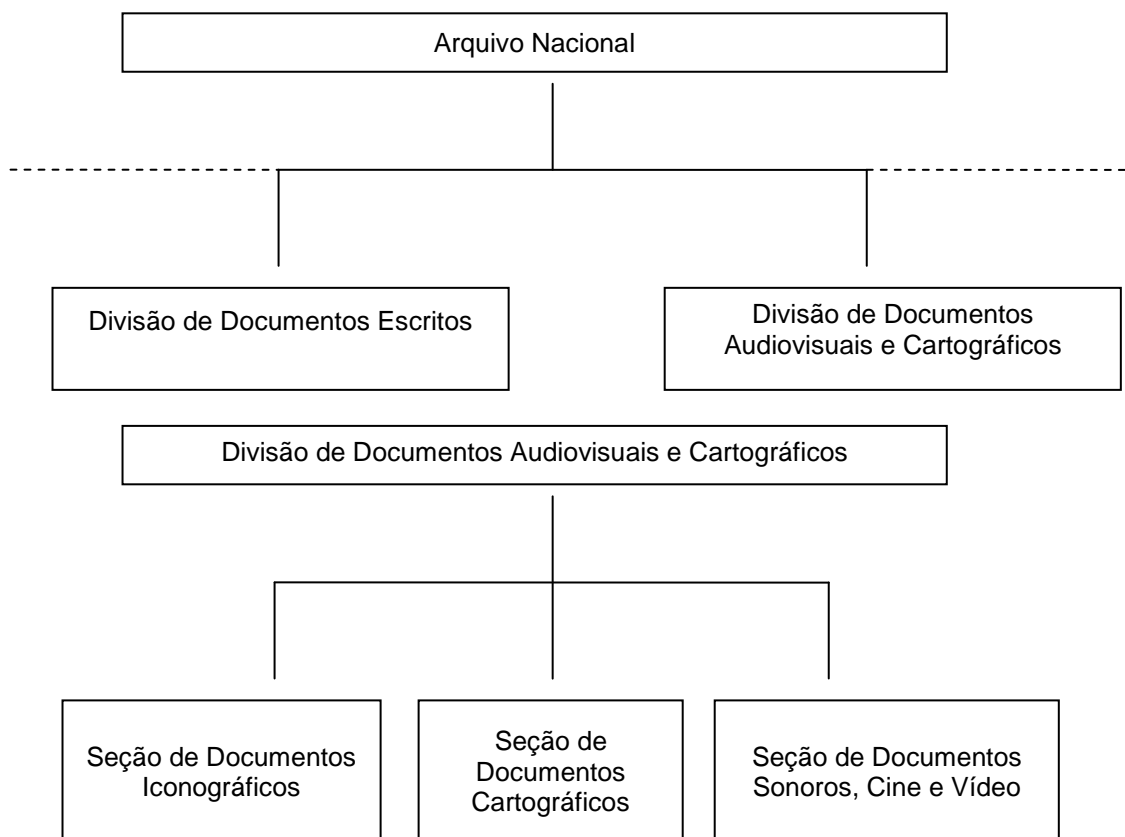 Arquivo Nacional
Divisão de Documentos Escritos
Divisão de Documentos
Audiovisuais e Cartográficos
Divisão de Documentos Audiovisuais e Cartográficos
Seção de Documentos
Iconográficos
Seção de
Documentos
Cartográficos
Seção de Documentos
Sonoros, Cine e Vídeo